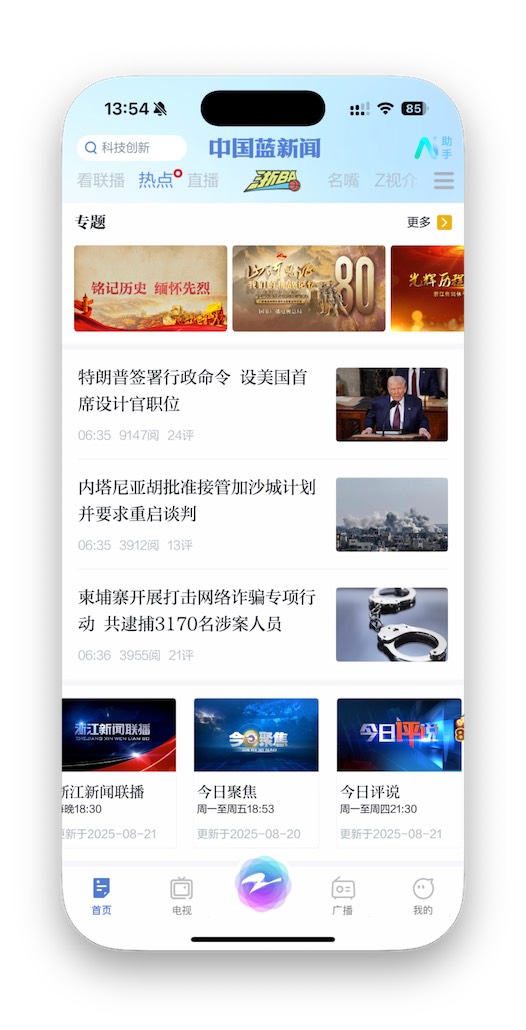 13:54
85
科技创新
中国蓝新闻
助手
看联播 热点 直播 浙BA 名嘴 Z视介
专题
更多
铭记历史 缅怀先烈
80
光辉历程
特朗普签署行政命令 设美国首
席设计官职位
06:35 9147阅 24评
内塔尼亚胡批准接管加沙城计划
并要求重启谈判
06:35 3912阅 13评
柬埔寨开展打击网络诈骗专项行
动 共逮捕3170名涉案人员
06:36 3955阅 21评
浙江新闻联播
ZHEJIANG XIN WEN LIAN BO
今日聚焦
今日评说
浙江新闻联播
每晚18:30
更新于2025-08-21
今日聚焦
周一至周五18:53
更新于2025-08-20
今日评说
周一至周四21:30
更新于2025-08-21
首页
电视
广播
我的